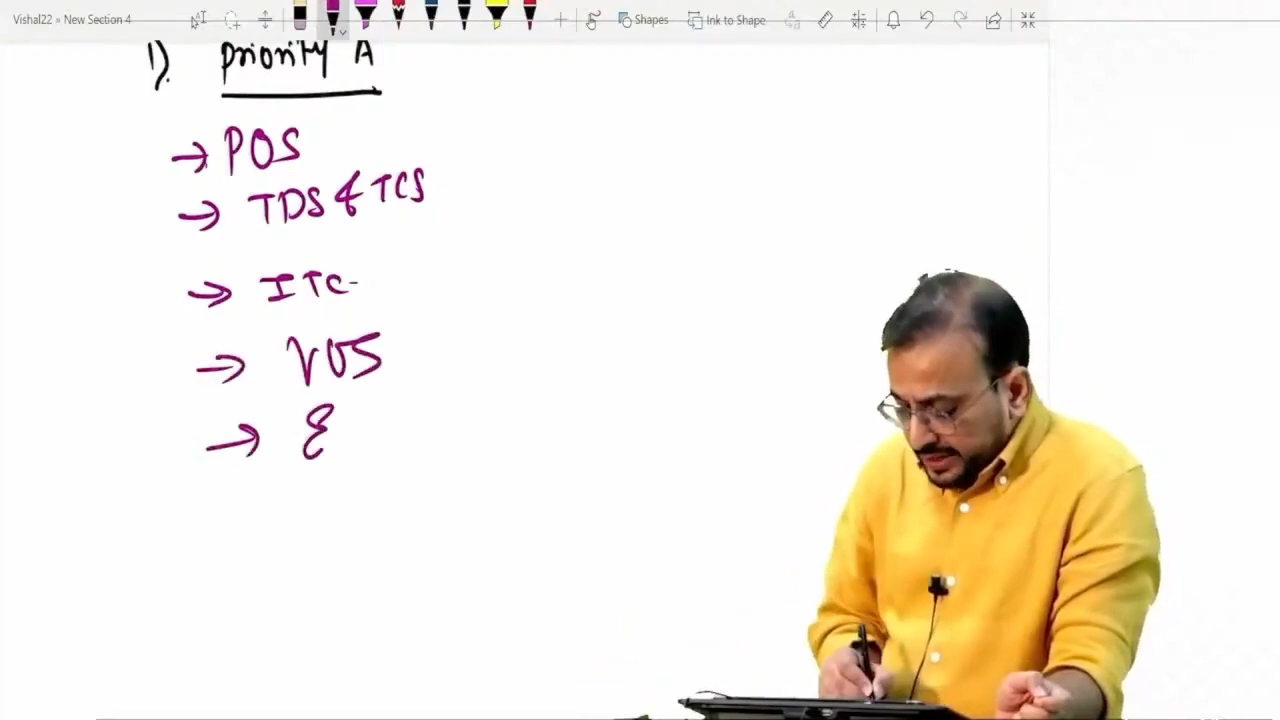 Vishal22 » New Section 4
Shapes
Ink to Shape
1). Priority A
→ POS
→ TDS & TCS
→ ITC
→ VOS
→ E